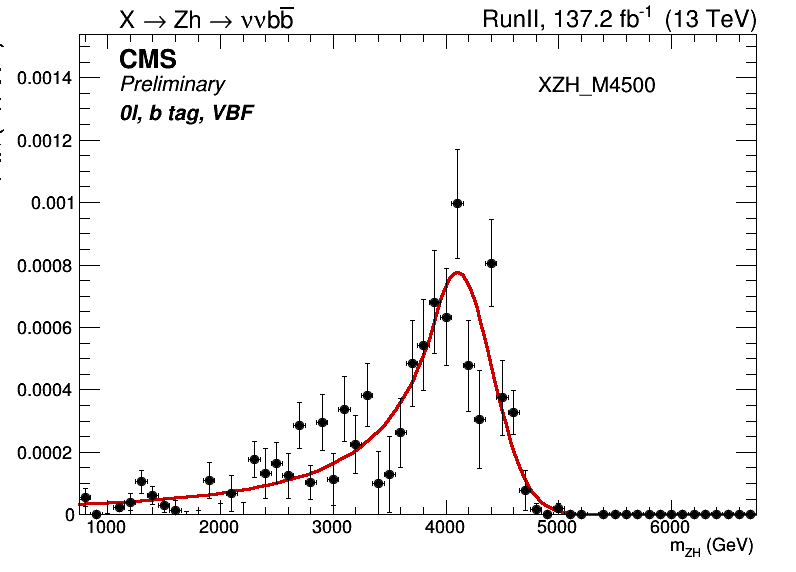 X → Zh → ννbb̅
RunII, 137.2 fb⁻¹ (13 TeV)
CMS
Preliminary
0l, b tag, VBF
XZH_M4500
0.0014
0.0012
0.001
0.0008
0.0006
0.0004
0.0002
0
1000 2000 3000 4000 5000 6000
m_ZH (GeV)